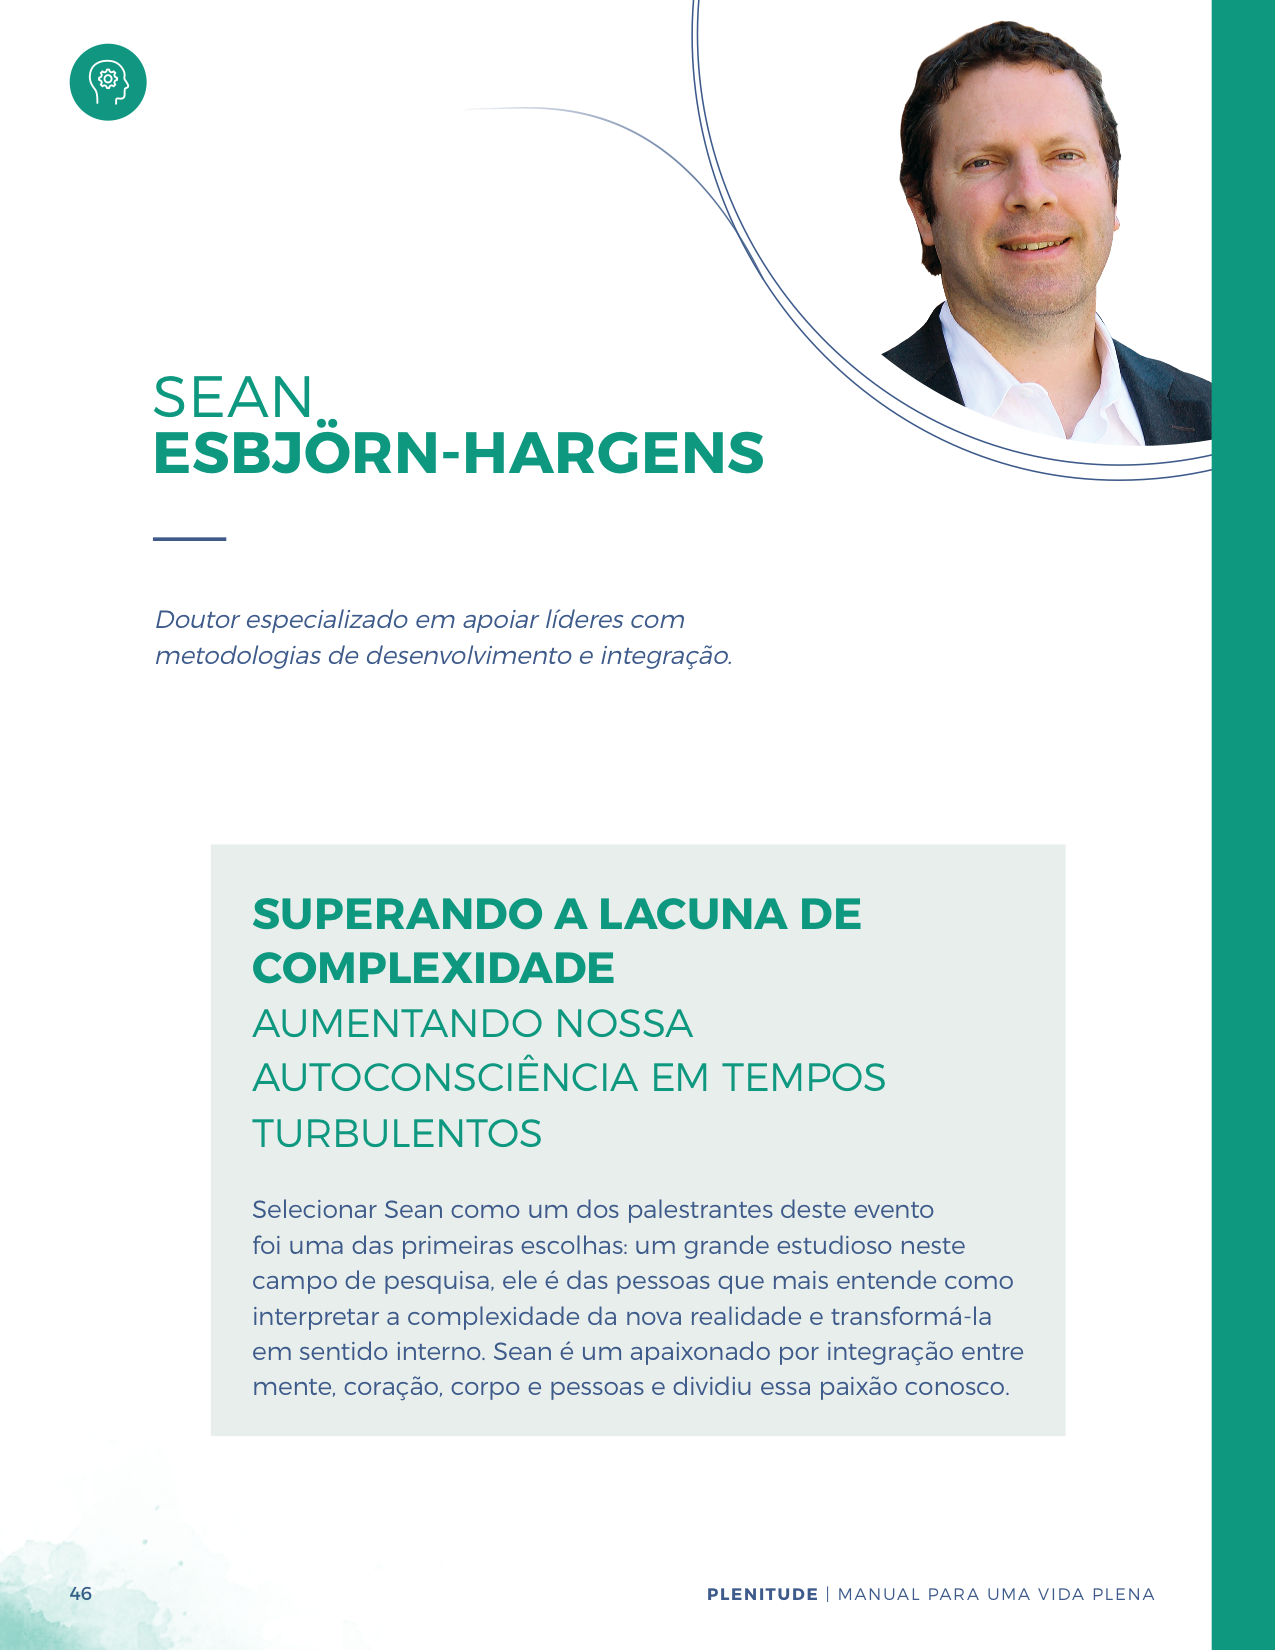 SEAN
ESBJÖRN-HARGENS
Doutor especializado em apoiar líderes com
metodologias de desenvolvimento e integração.
SUPERANDO A LACUNA DE
COMPLEXIDADE
AUMENTANDO NOSSA
AUTOCONSCIÊNCIA EM TEMPOS
TURBULENTOS
Selecionar Sean como um dos palestrantes deste evento
foi uma das primeiras escolhas: um grande estudioso neste
campo de pesquisa, ele é das pessoas que mais entende como
interpretar a complexidade da nova realidade e transformá-la
em sentido interno. Sean é um apaixonado por integração entre
mente, coração, corpo e pessoas e dividiu essa paixão conosco.
46
PLENITUDE | MANUAL PARA UMA VIDA PLENA